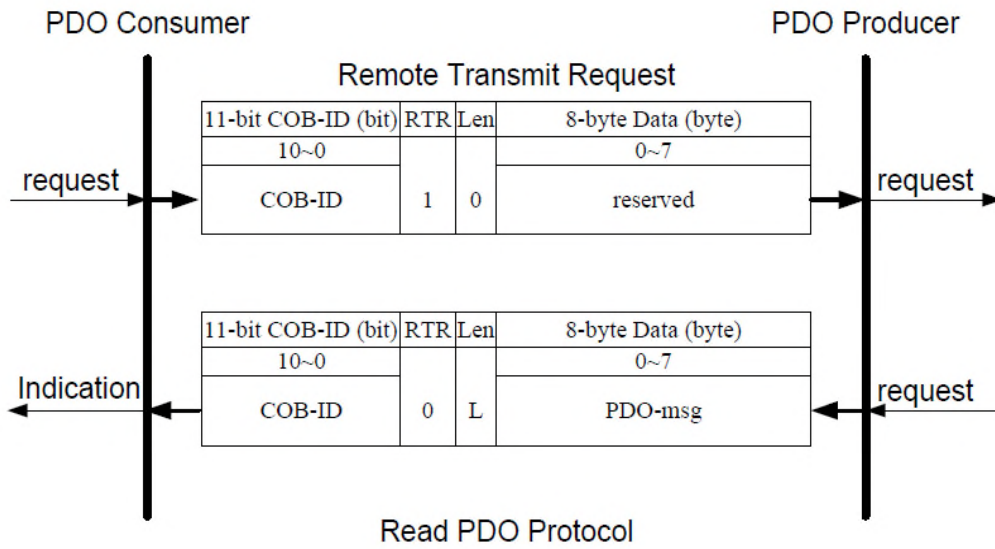 PDO Consumer
PDO Producer
Remote Transmit Request
11-bit COB-ID (bit) RTR Len 8-byte Data (byte)
10~0 0~7
request COB-ID 1 0 reserved request
11-bit COB-ID (bit) RTR Len 8-byte Data (byte)
10~0 0~7
Indication COB-ID 0 L PDO-msg request
Read PDO Protocol